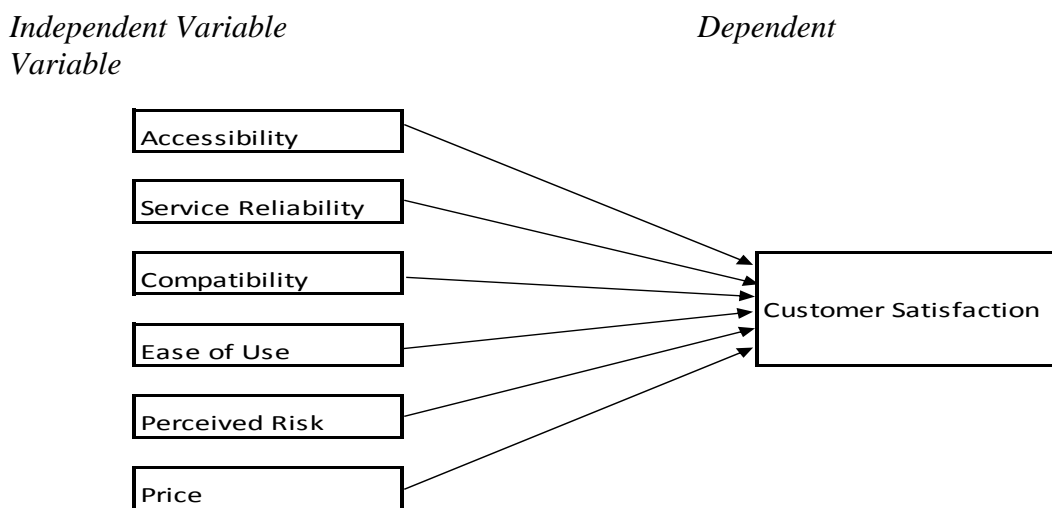 Independent Variable Dependent
Variable
Accessibility
Service Reliability
Compatibility
Customer Satisfaction
Ease of Use
Perceived Risk
Price